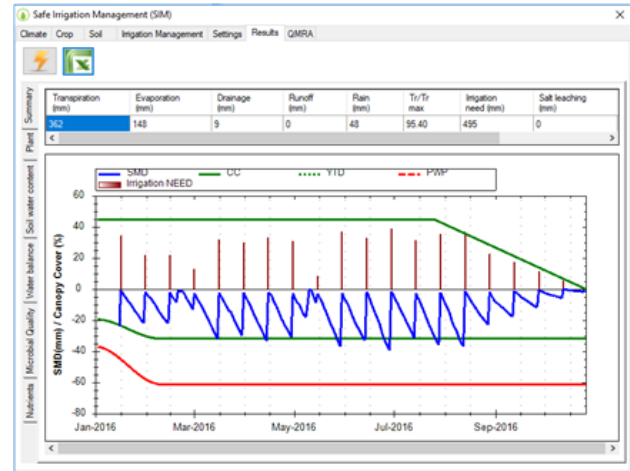 Safe Irrigation Management (SIM)
Climate Crop Soil Irrigation Management Settings Results QMRA
Transpiration (mm) Evaporation (mm) Drainage (mm) Runoff (mm) Rain (mm) Tr/Tr max Irrigation need (mm) Salt leaching (mm)
362 148 9 0 48 95.40 495 0
Summary
Plant
Soil water content
Water balance
Microbial Quality
Nutrients
SMD CC YTD PWP
Irrigation NEED
SMD(mm) / Canopy Cover (%)
60
40
20
0
-20
-40
-60
-80
Jan-2016 Mar-2016 May-2016 Jul-2016 Sep-2016